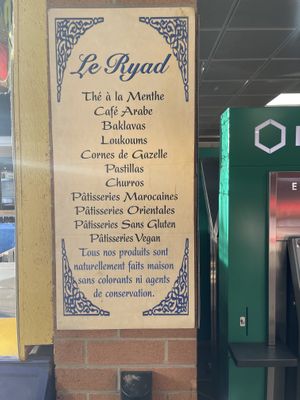 Le Ryad
Thé à la Menthe
Café Arabe
Baklavas
Loukoums
Cornes de Gazelle
Pastillas
Churros
Pâtisseries Marocaines
Pâtisseries Orientales
Pâtisseries Sans Gluten
Pâtisseries Vegan
Tous nos produits sont
naturellement faits maison
sans colorants ni agents
de conservation.